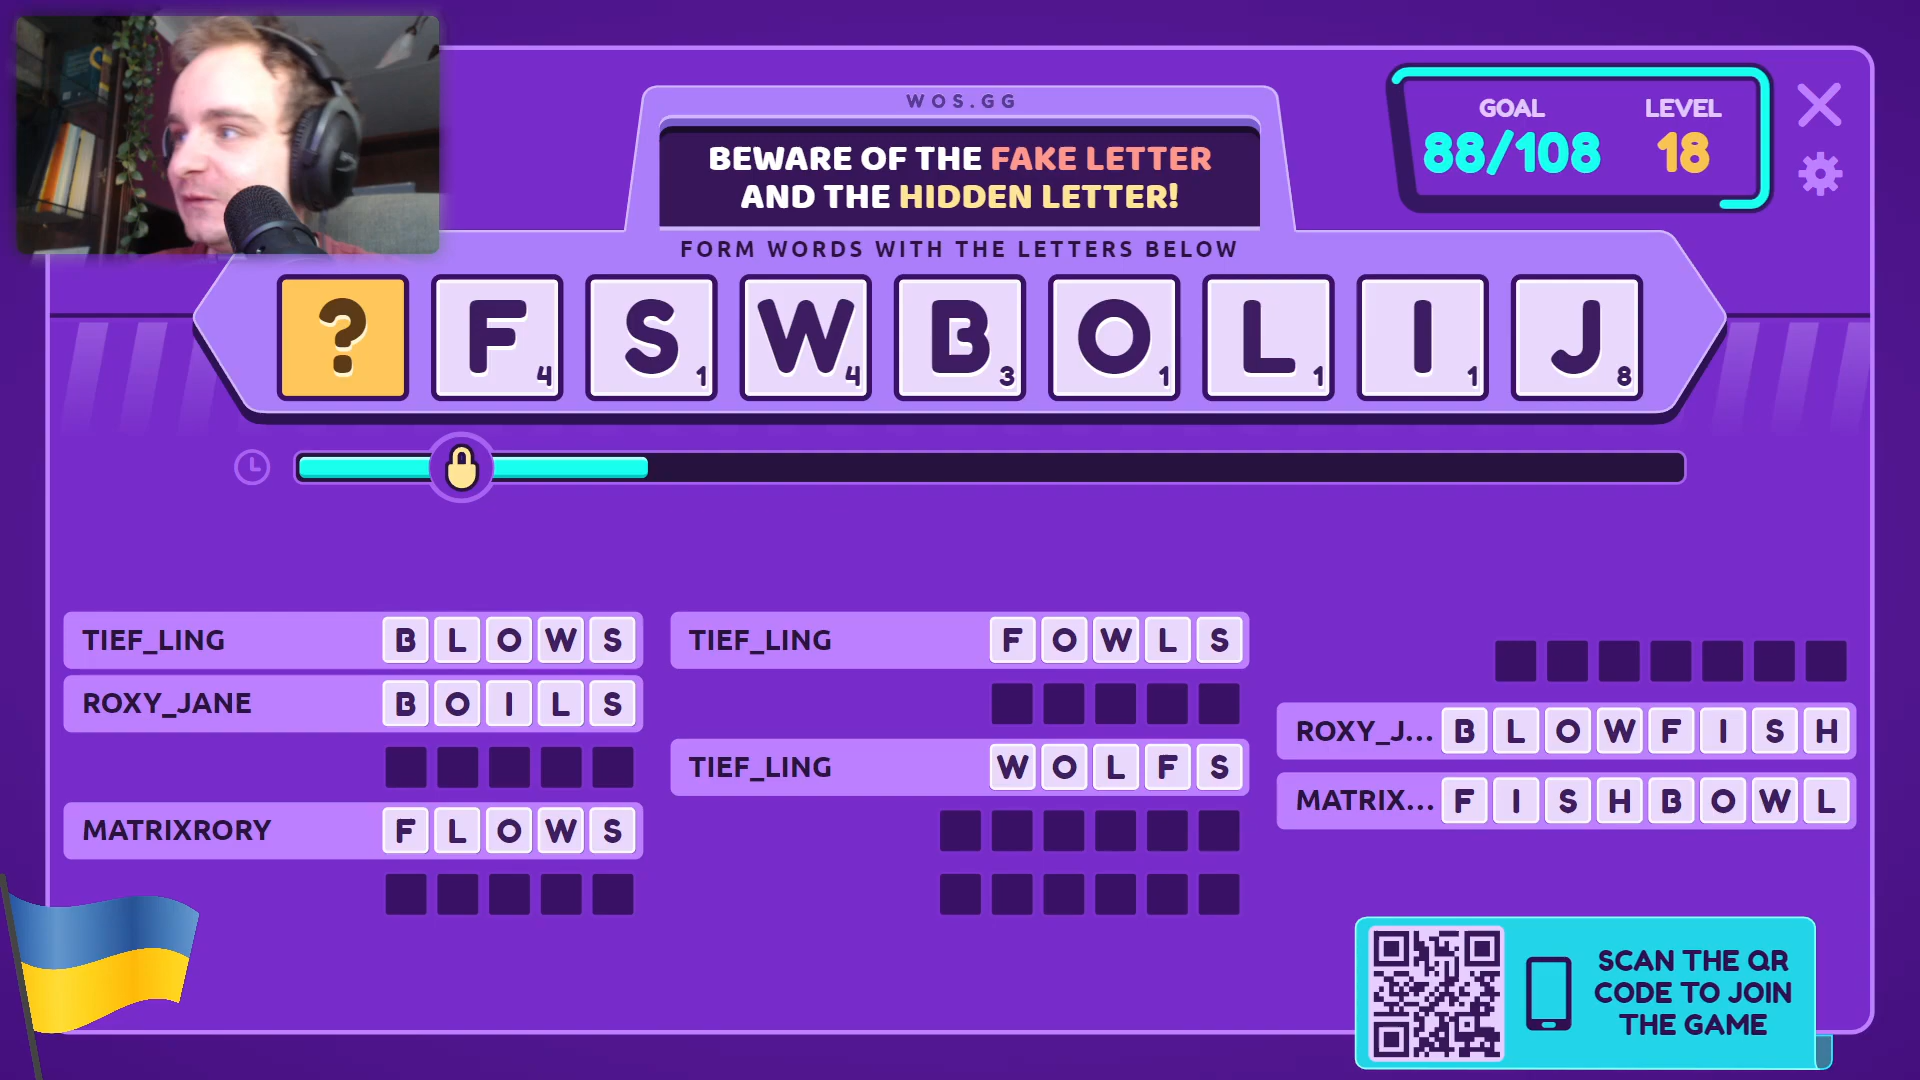 WOS.GG
BEWARE OF THE FAKE LETTER
AND THE HIDDEN LETTER!
GOAL
LEVEL
88/108
18
FORM WORDS WITH THE LETTERS BELOW
? F 4 S 1 W 4 B 3 O 1 L 1 I 1 J 8
TIEF_LING BLOWS
ROXY_JANE BOILS
MATRIXRORY FLOWS
TIEF_LING FOWLS
TIEF_LING WOLFS
ROXY_J... BLOWFISH
MATRIX... FISHBOWL
SCAN THE QR
CODE TO JOIN
THE GAME